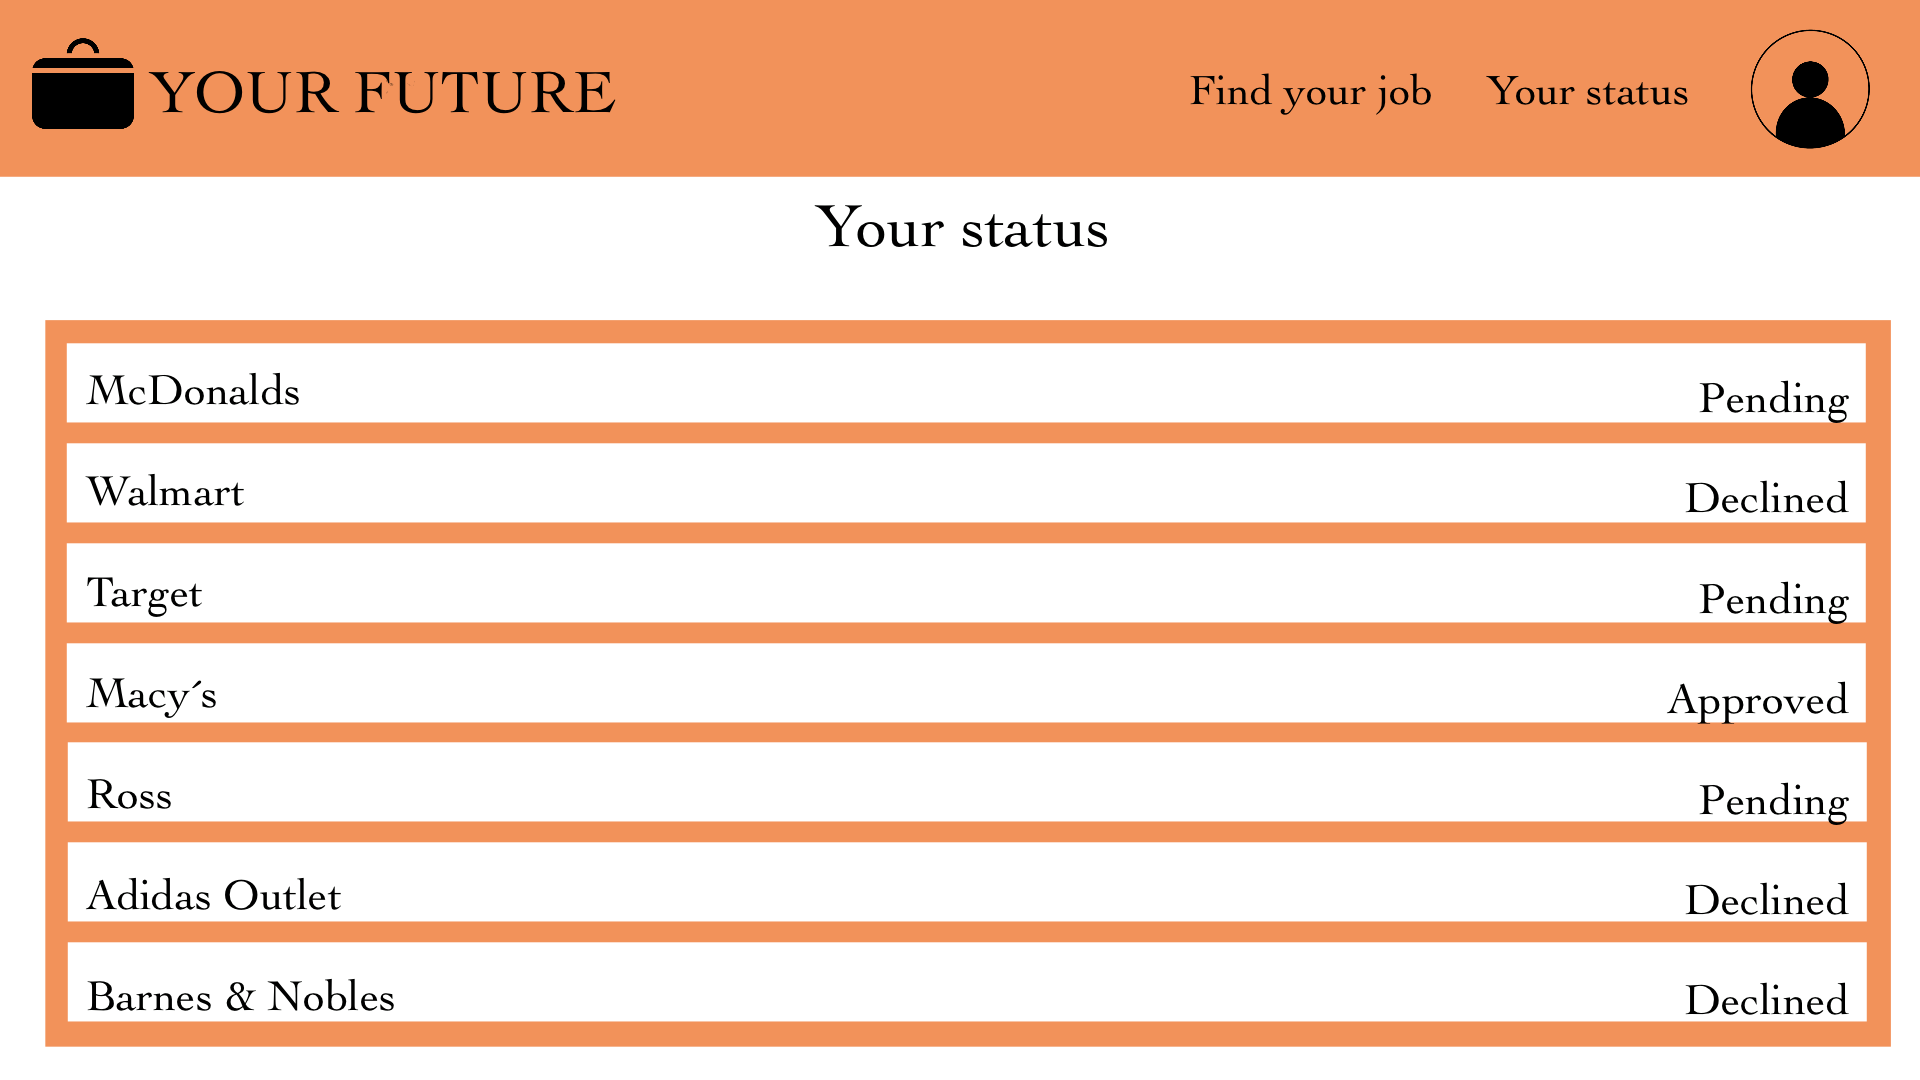 YOUR FUTURE
Find your job
Your status
Your status
McDonalds
Pending
Walmart
Declined
Target
Pending
Macy´s
Approved
Ross
Pending
Adidas Outlet
Declined
Barnes & Nobles
Declined